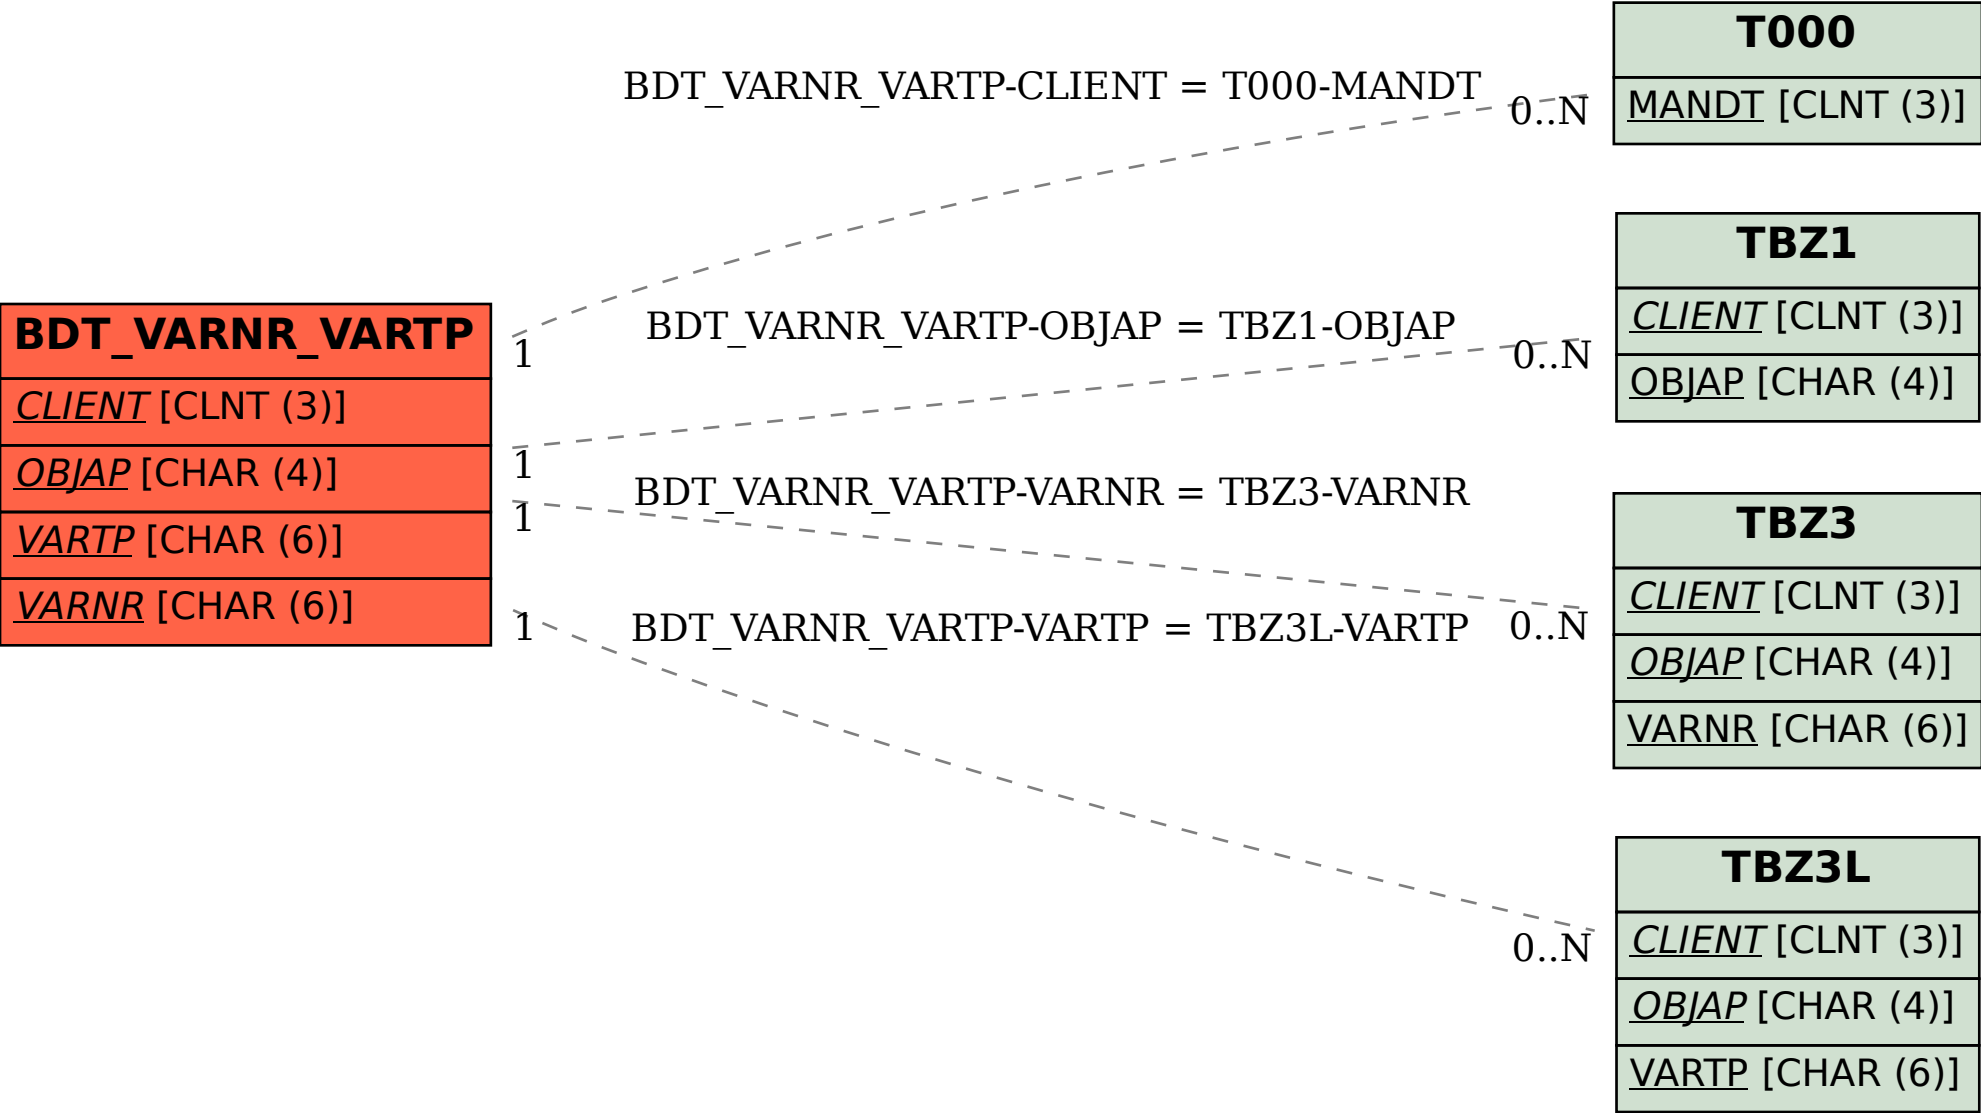 BDT_VARNR_VARTP
CLIENT [CLNT (3)]
OBJAP [CHAR (4)]
VARTP [CHAR (6)]
VARNR [CHAR (6)]
BDT_VARNR_VARTP-CLIENT = T000-MANDT
0..N
1
BDT_VARNR_VARTP-OBJAP = TBZ1-OBJAP
0..N
1
BDT_VARNR_VARTP-VARNR = TBZ3-VARNR
1
0..N
BDT_VARNR_VARTP-VARTP = TBZ3L-VARTP
1
0..N
T000
MANDT [CLNT (3)]
TBZ1
CLIENT [CLNT (3)]
OBJAP [CHAR (4)]
TBZ3
CLIENT [CLNT (3)]
OBJAP [CHAR (4)]
VARNR [CHAR (6)]
TBZ3L
CLIENT [CLNT (3)]
OBJAP [CHAR (4)]
VARTP [CHAR (6)]